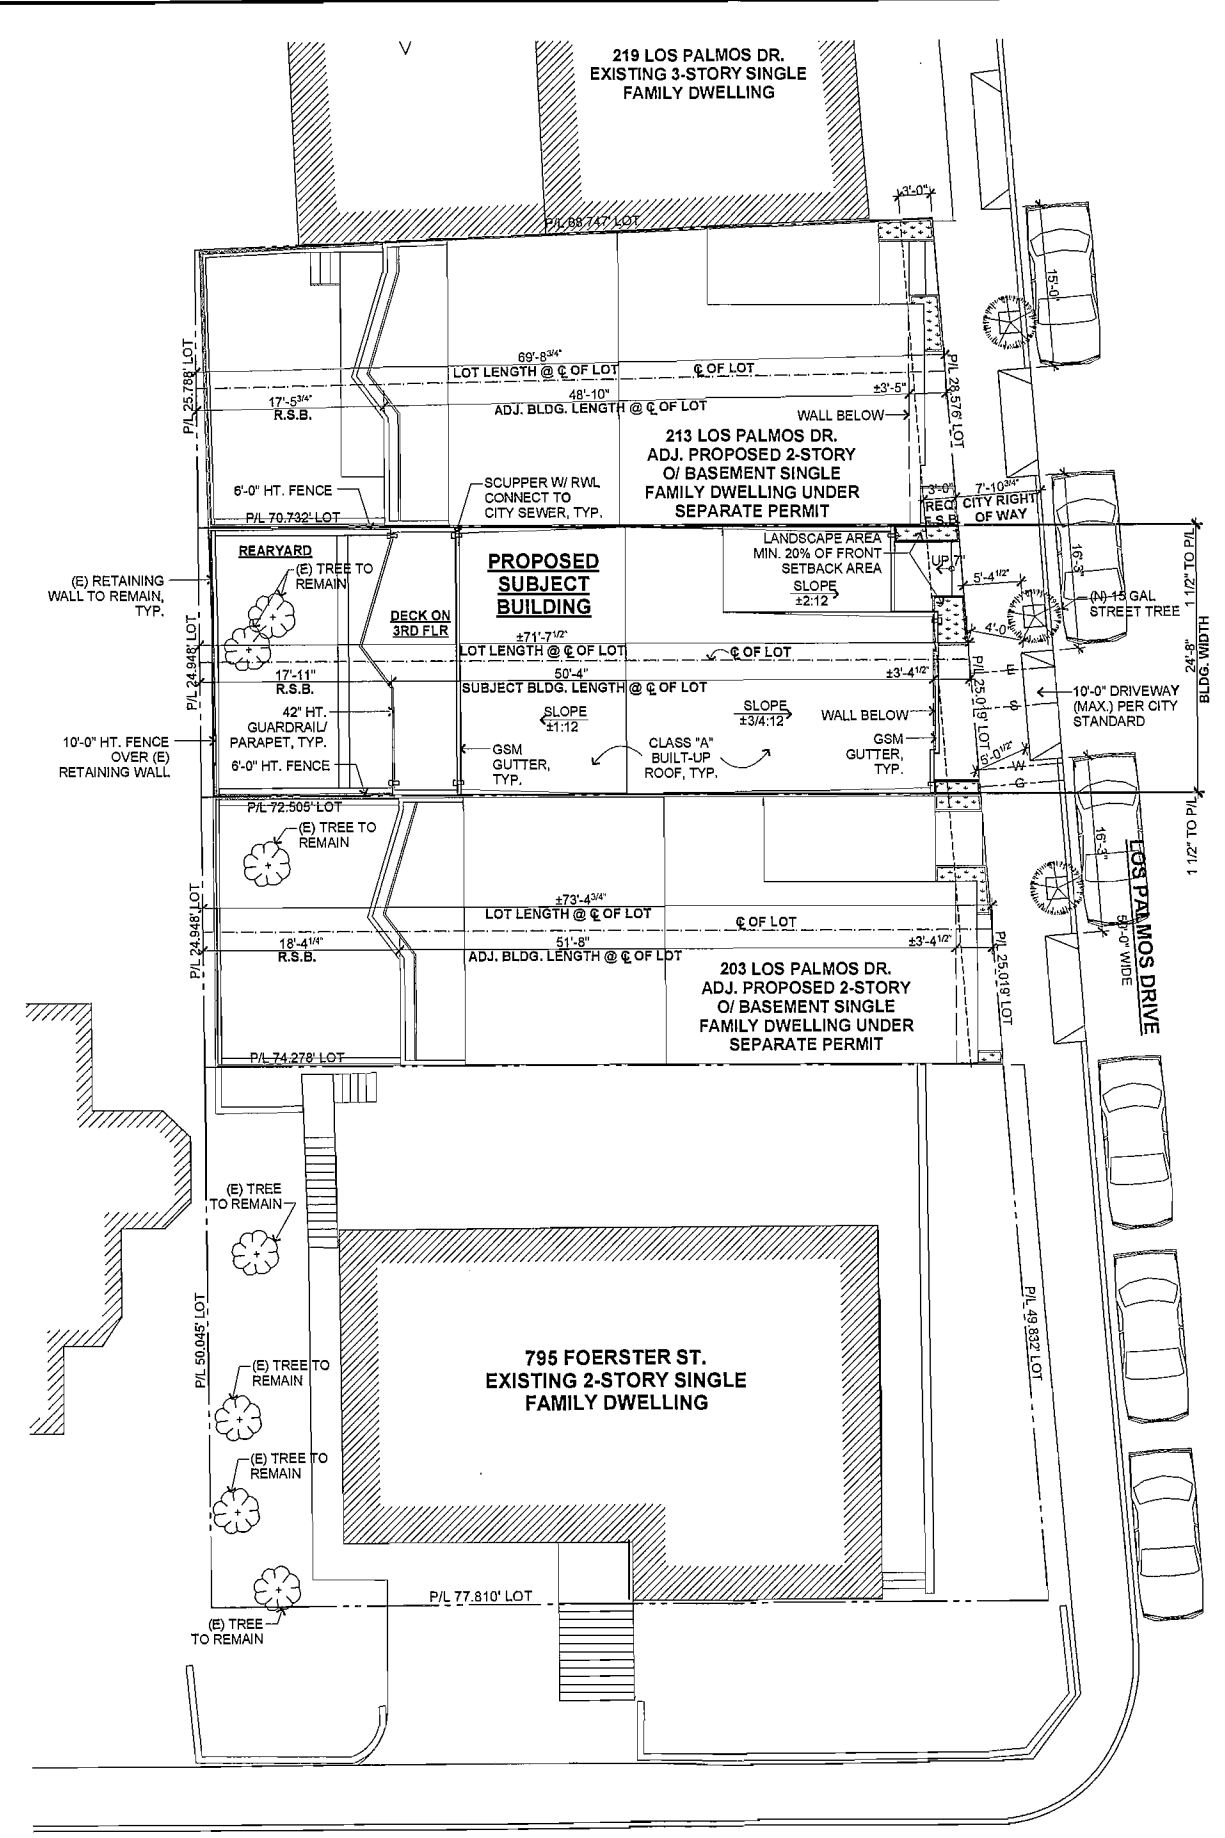 219 LOS PALMOS DR.
EXISTING 3-STORY SINGLE
FAMILY DWELLING
3'-0"
P/L 68.747' LOT
15'-0"
P/L 25.788' LOT
69'-8 3/4"
LOT LENGTH @ ℄ OF LOT
℄ OF LOT
17'-5 3/4"
R.S.B.
48'-10"
ADJ. BLDG. LENGTH @ ℄ OF LOT
±3'-5"
WALL BELOW
P/L 28.576' LOT
213 LOS PALMOS DR.
ADJ. PROPOSED 2-STORY
O/ BASEMENT SINGLE
FAMILY DWELLING UNDER
SEPARATE PERMIT
6'-0" HT. FENCE
P/L 70.732' LOT
SCUPPER W/ RWL
CONNECT TO
CITY SEWER, TYP.
3'-0"
REQ.
F.S.B.
7'-10 3/4"
CITY RIGHT
OF WAY
REARYARD
(E) TREE TO
REMAIN
(E) RETAINING
WALL TO REMAIN,
TYP.
DECK ON
3RD FLR
PROPOSED
SUBJECT
BUILDING
LANDSCAPE AREA
MIN. 20% OF FRONT
SETBACK AREA
SLOPE
±2:12
UP 7"
5'-4 1/2"
16'-3"
(N) 15 GAL
STREET TREE
4'-0"
1 1/2" TO P/L
24'-8"
BLDG. WIDTH
P/L 24.948' LOT
±71'-7 1/2"
LOT LENGTH @ ℄ OF LOT
℄ OF LOT
17'-11"
R.S.B.
50'-4"
SUBJECT BLDG. LENGTH @ ℄ OF LOT
±3'-4 1/2"
P/L 25.019' LOT
E
S
10'-0" DRIVEWAY
(MAX.) PER CITY
STANDARD
42" HT.
GUARDRAIL/
PARAPET, TYP.
SLOPE
±1:12
SLOPE
±3/4:12
WALL BELOW
10'-0" HT. FENCE
OVER (E)
RETAINING WALL
6'-0" HT. FENCE
GSM
GUTTER,
TYP.
CLASS "A"
BUILT-UP
ROOF, TYP.
GSM
GUTTER,
TYP.
5'-0 1/2"
W
G
P/L 72.505' LOT
(E) TREE TO
REMAIN
1 1/2" TO P/L
16'-3"
LOS PALMOS DRIVE
50'-0" WIDE
P/L 24.948' LOT
±73'-4 3/4"
LOT LENGTH @ ℄ OF LOT
℄ OF LOT
18'-4 1/4"
R.S.B.
51'-8"
ADJ. BLDG. LENGTH @ ℄ OF LOT
±3'-4 1/2"
P/L 25.019' LOT
203 LOS PALMOS DR.
ADJ. PROPOSED 2-STORY
O/ BASEMENT SINGLE
FAMILY DWELLING UNDER
SEPARATE PERMIT
P/L 74.278' LOT
(E) TREE
TO REMAIN
P/L 50.045' LOT
P/L 49.832' LOT
795 FOERSTER ST.
EXISTING 2-STORY SINGLE
FAMILY DWELLING
(E) TREE TO
REMAIN
(E) TREE TO
REMAIN
P/L 77.810' LOT
(E) TREE
TO REMAIN